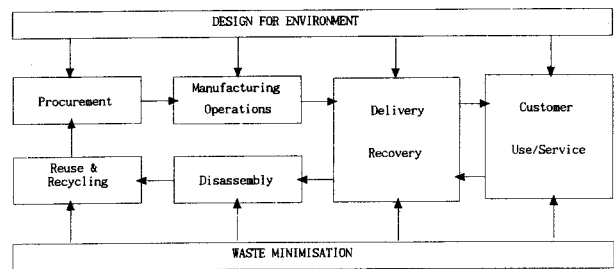 DESIGN FOR ENVIRONMENT
Procurement
Manufacturing
Operations
Delivery
Recovery
Customer
Use/Service
Reuse &
Recycling
Disassembly
WASTE MINIMISATION